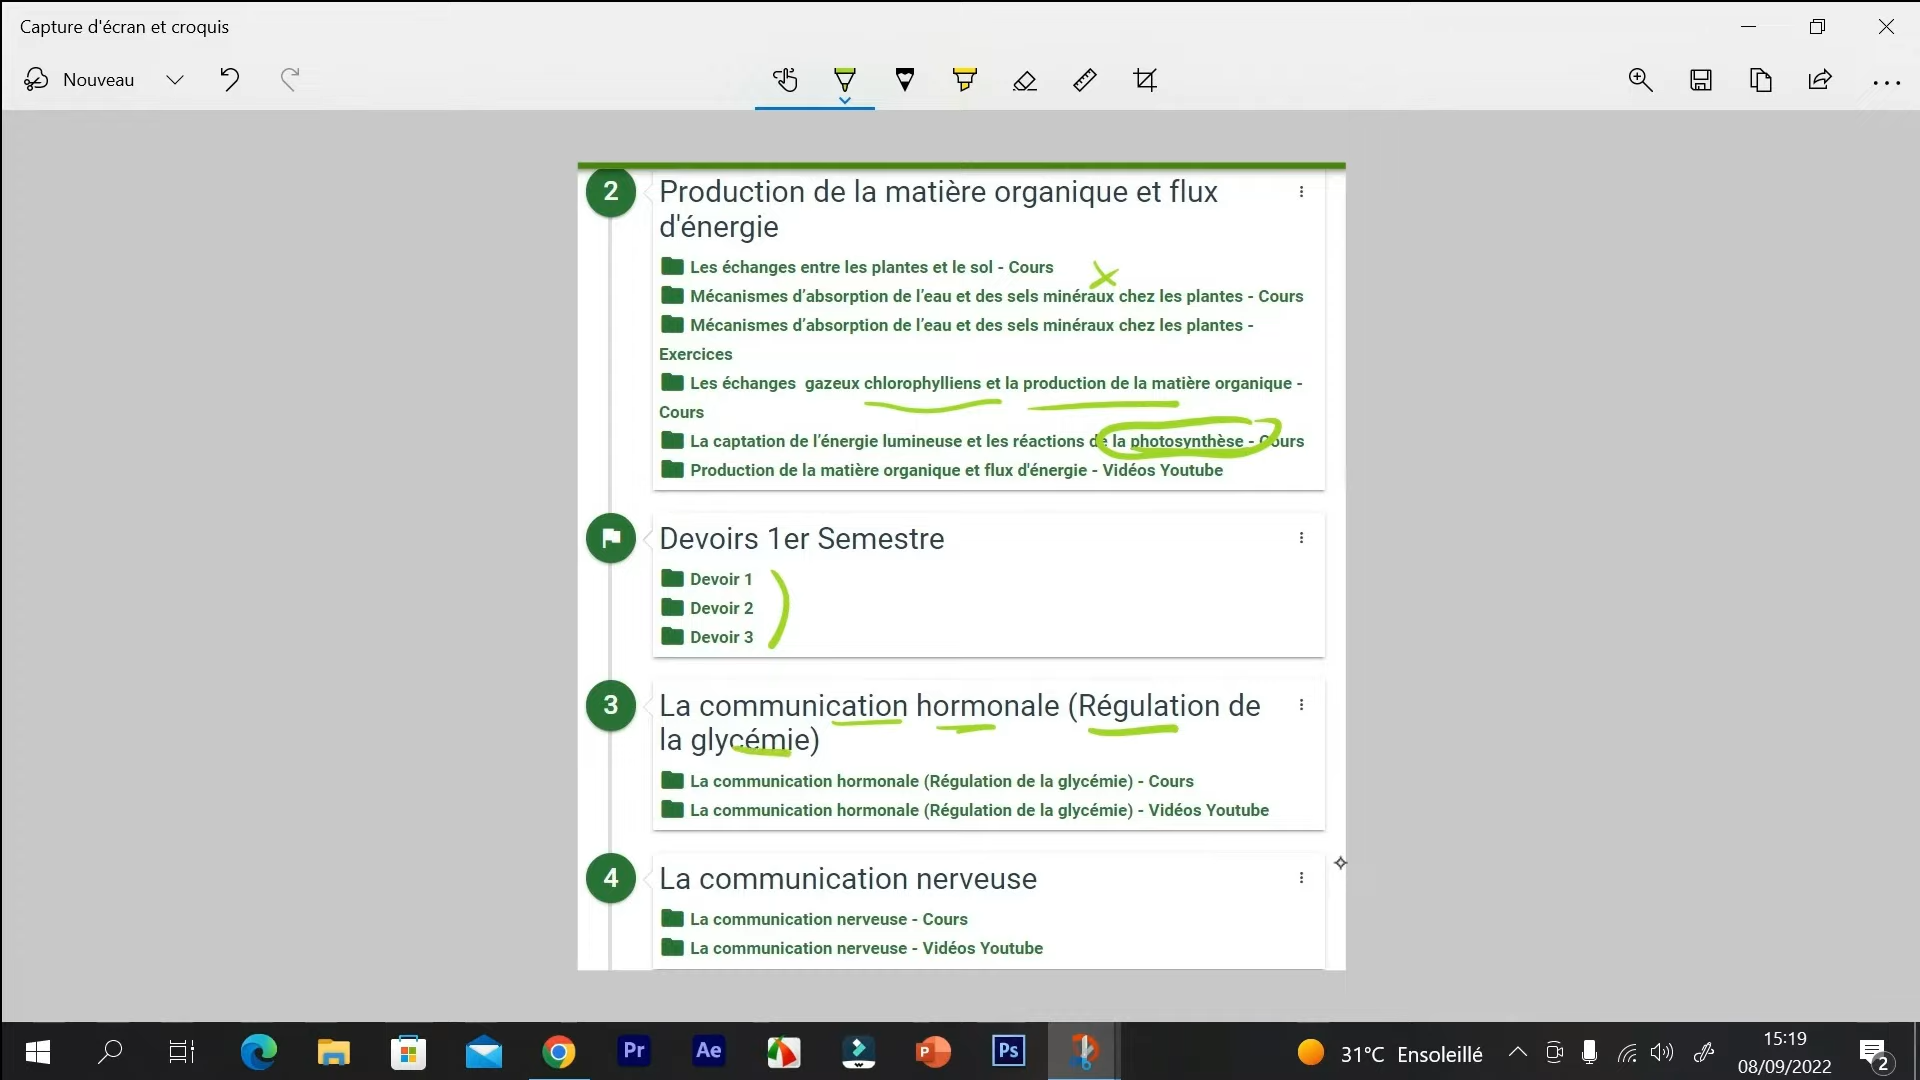 Capture d'écran et croquis
Nouveau
2
Production de la matière organique et flux
d'énergie
Les échanges entre les plantes et le sol - Cours
Mécanismes d’absorption de l’eau et des sels minéraux chez les plantes - Cours
Mécanismes d’absorption de l’eau et des sels minéraux chez les plantes -
Exercices
Les échanges  gazeux chlorophylliens et la production de la matière organique -
Cours
La captation de l’énergie lumineuse et les réactions de la photosynthèse - Cours
Production de la matière organique et flux d'énergie - Vidéos Youtube
Devoirs 1er Semestre
Devoir 1
Devoir 2
Devoir 3
3
La communication hormonale (Régulation de
la glycémie)
La communication hormonale (Régulation de la glycémie) - Cours
La communication hormonale (Régulation de la glycémie) - Vidéos Youtube
4
La communication nerveuse
La communication nerveuse - Cours
La communication nerveuse - Vidéos Youtube
Pr
Ae
P
Ps
31°C Ensoleillé
15:19
08/09/2022
2